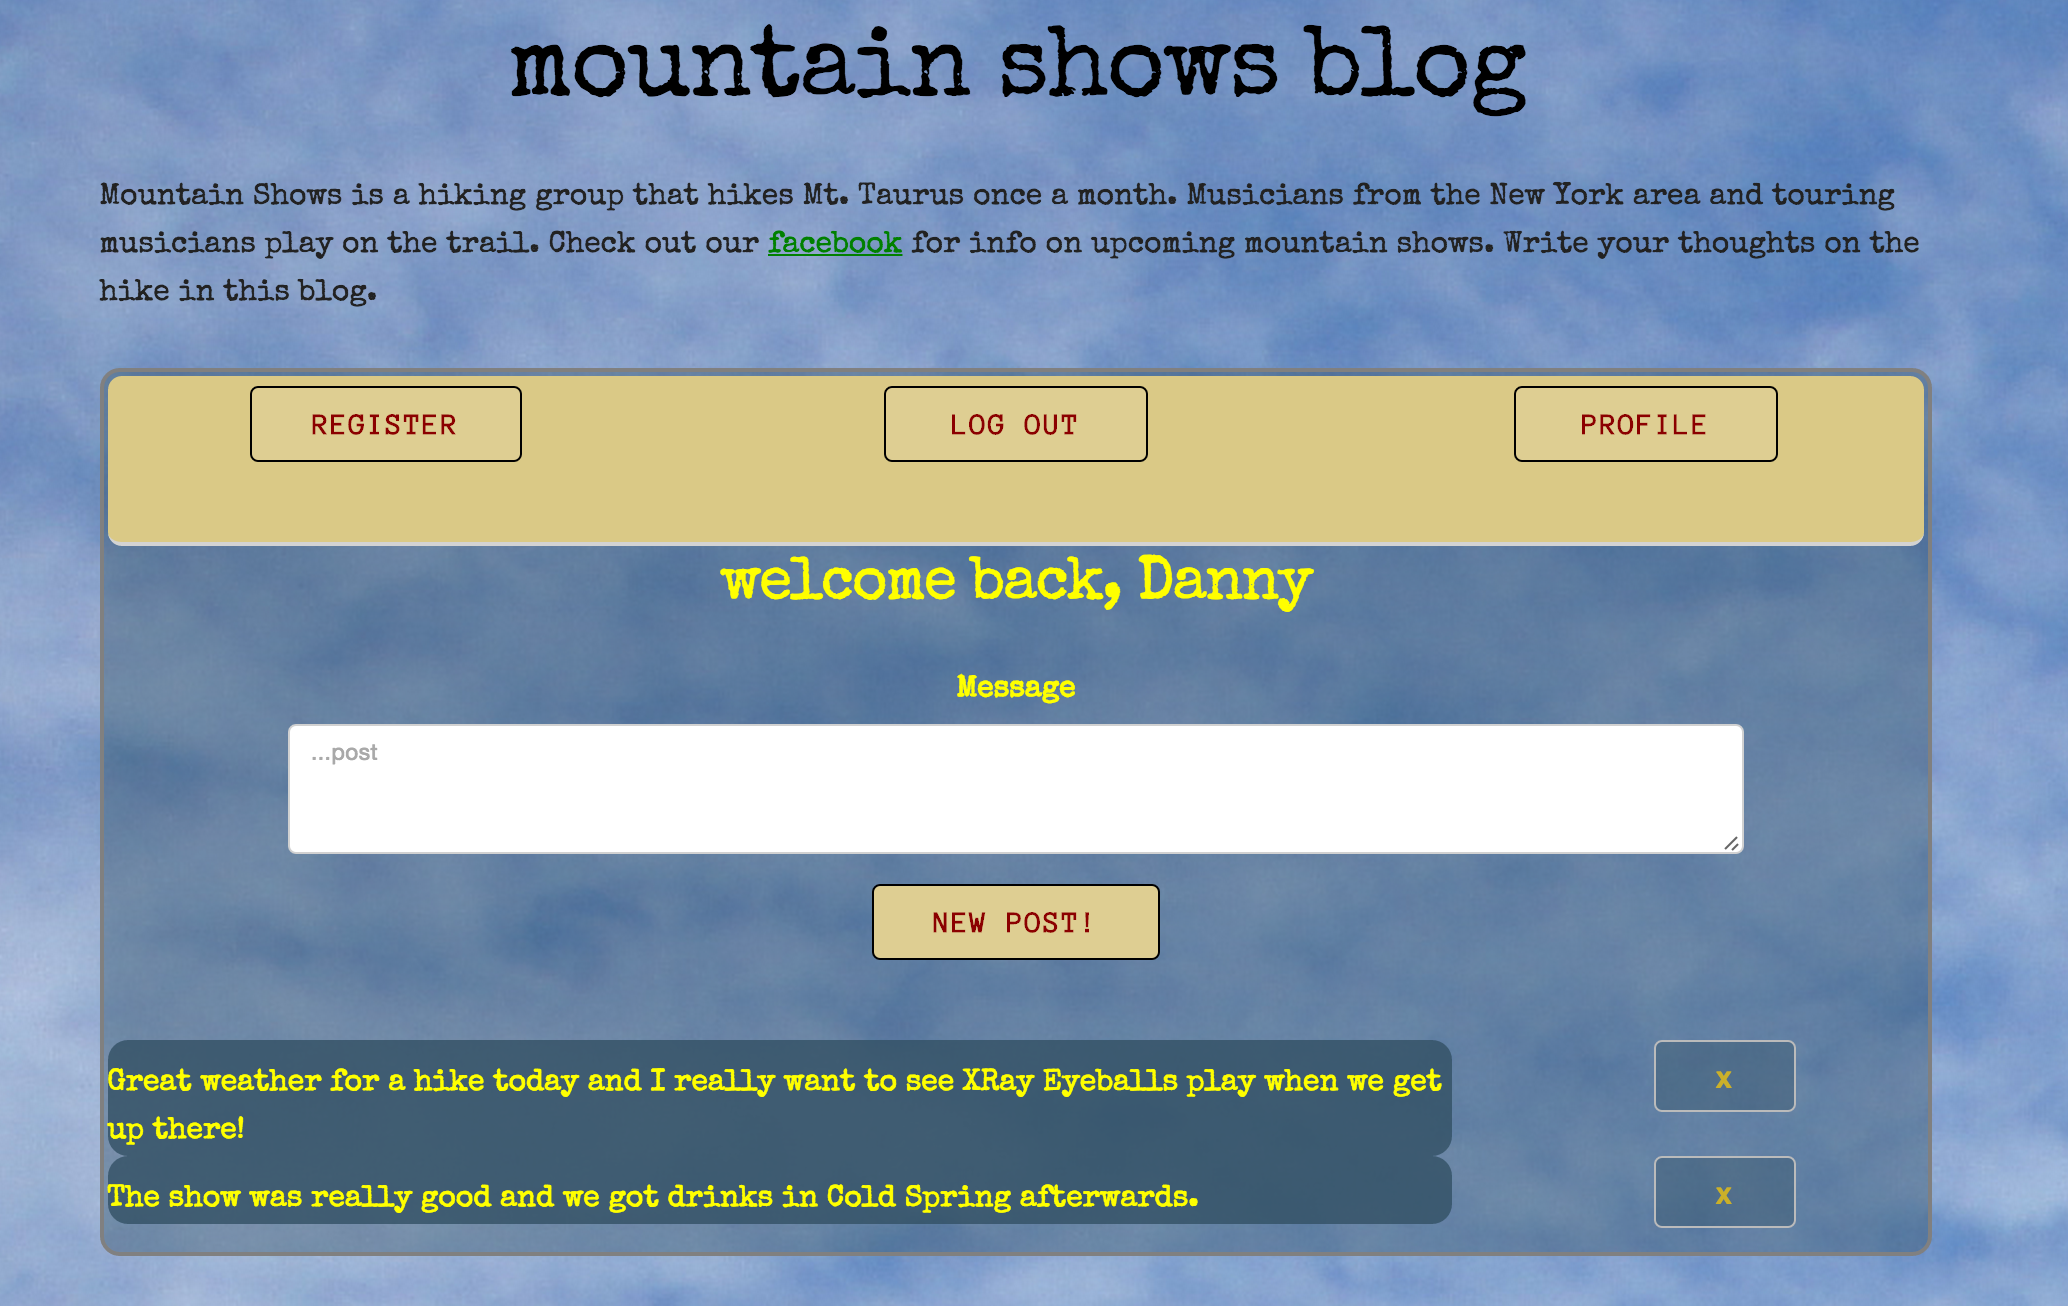 mountain shows blog
Mountain Shows is a hiking group that hikes Mt. Taurus once a month. Musicians from the New York area and touring
musicians play on the trail. Check out our facebook for info on upcoming mountain shows. Write your thoughts on the
hike in this blog.
REGISTER
LOG OUT
PROFILE
welcome back, Danny
Message
...post
NEW POST!
Great weather for a hike today and I really want to see XRay Eyeballs play when we get
up there!
x
The show was really good and we got drinks in Cold Spring afterwards.
x